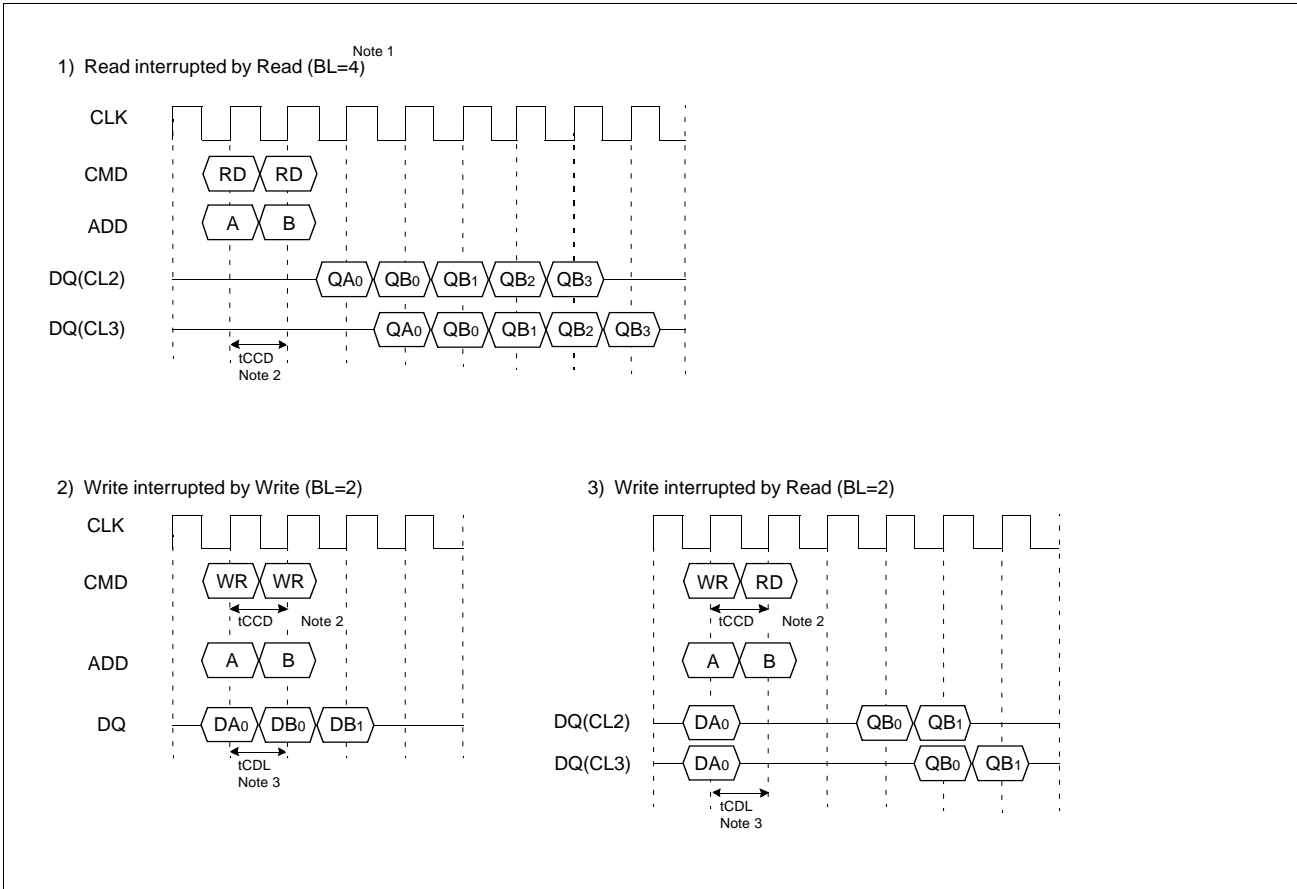 Note 1
1) Read interrupted by Read (BL=4)
CLK
CMD RD RD
ADD A B
DQ(CL2) QA0 QB0 QB1 QB2 QB3
DQ(CL3) QA0 QB0 QB1 QB2 QB3
tCCD
Note 2
2) Write interrupted by Write (BL=2)
CLK
CMD WR WR
tCCD Note 2
ADD A B
DQ DA0 DB0 DB1
tCDL
Note 3
3) Write interrupted by Read (BL=2)
WR RD
tCCD Note 2
A B
DQ(CL2) DA0 QB0 QB1
DQ(CL3) DA0 QB0 QB1
tCDL
Note 3